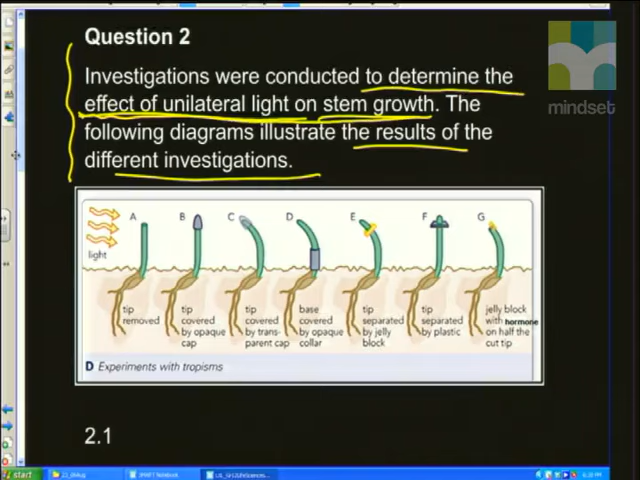 Question 2
Investigations were conducted to determine the
effect of unilateral light on stem growth. The
following diagrams illustrate the results of the
different investigations.
mindset
A B C D E F G
light
tip
removed
tip
covered
by opaque
cap
tip
covered
by trans-
parent cap
base
covered
by opaque
collar
tip
separated
by jelly
block
tip
separated
by plastic
jelly block
with hormone
on half the
cut tip
D Experiments with tropisms
2.1
start